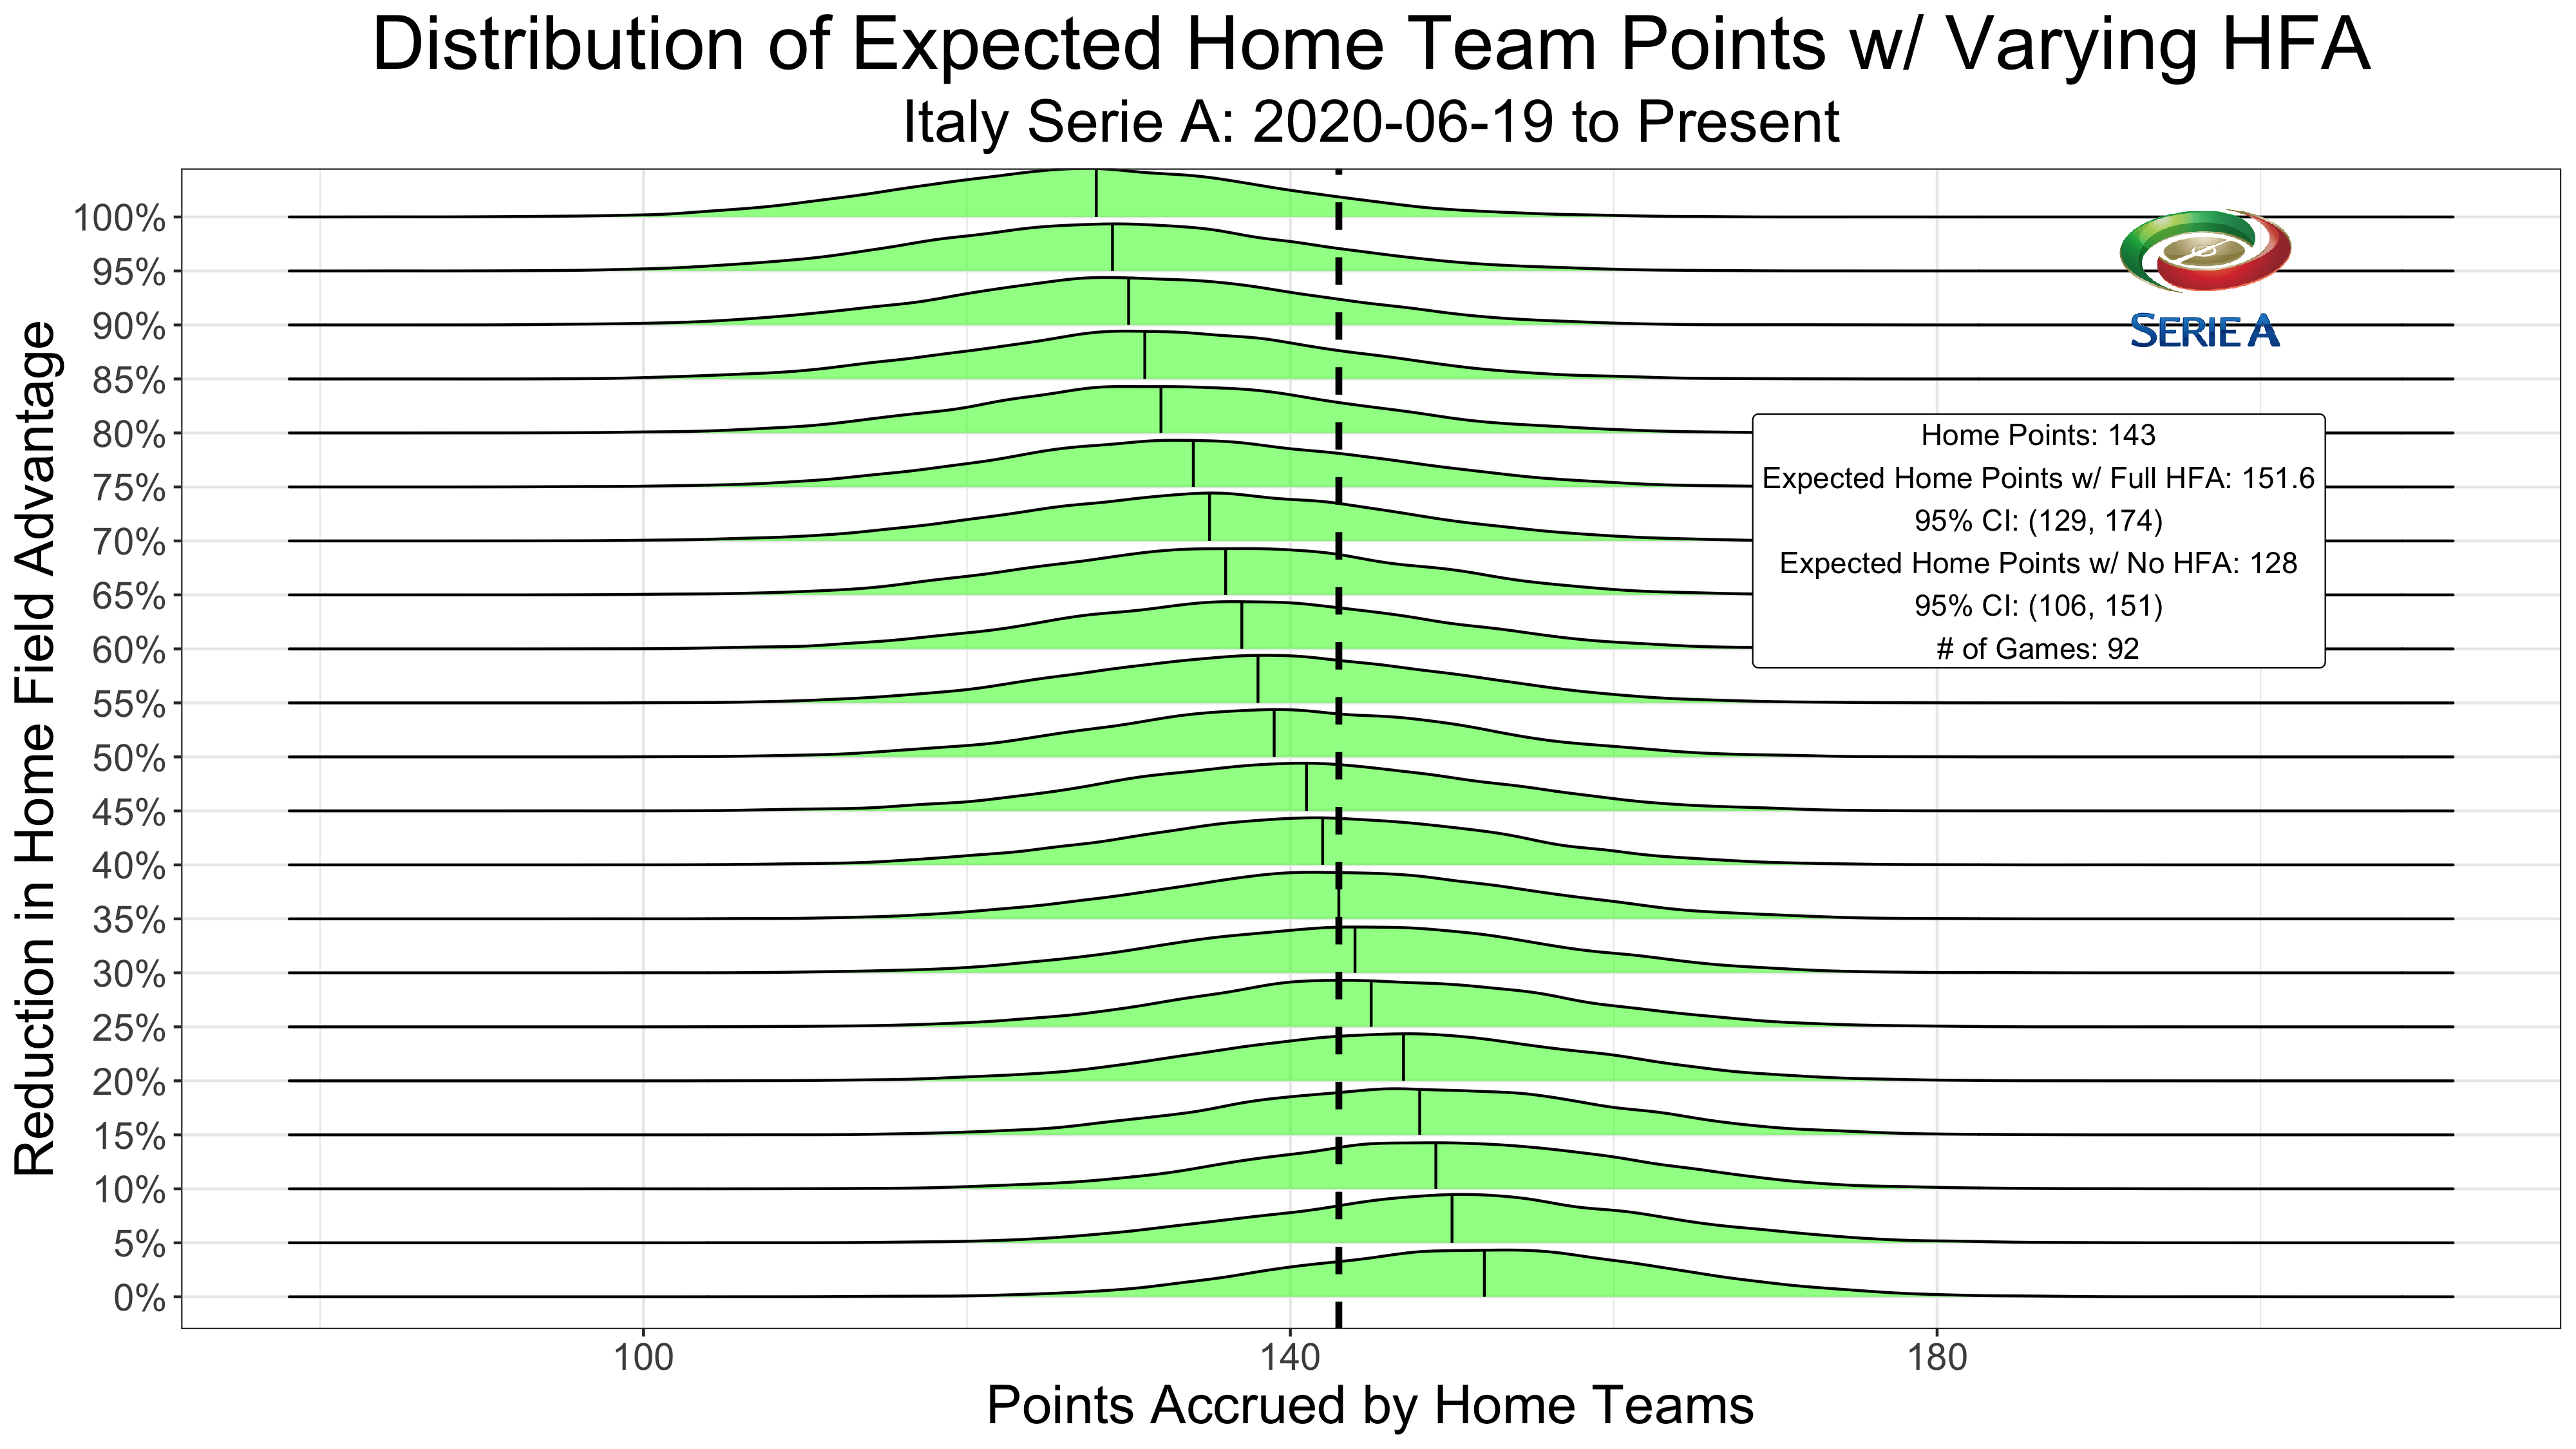 Distribution of Expected Home Team Points w/ Varying HFA
Italy Serie A: 2020-06-19 to Present
Reduction in Home Field Advantage
100%
95%
90%
85%
80%
75%
70%
65%
60%
55%
50%
45%
40%
35%
30%
25%
20%
15%
10%
5%
0%
SERIE A
Home Points: 143
Expected Home Points w/ Full HFA: 151.6
95% CI: (129, 174)
Expected Home Points w/ No HFA: 128
95% CI: (106, 151)
# of Games: 92
100
140
180
Points Accrued by Home Teams